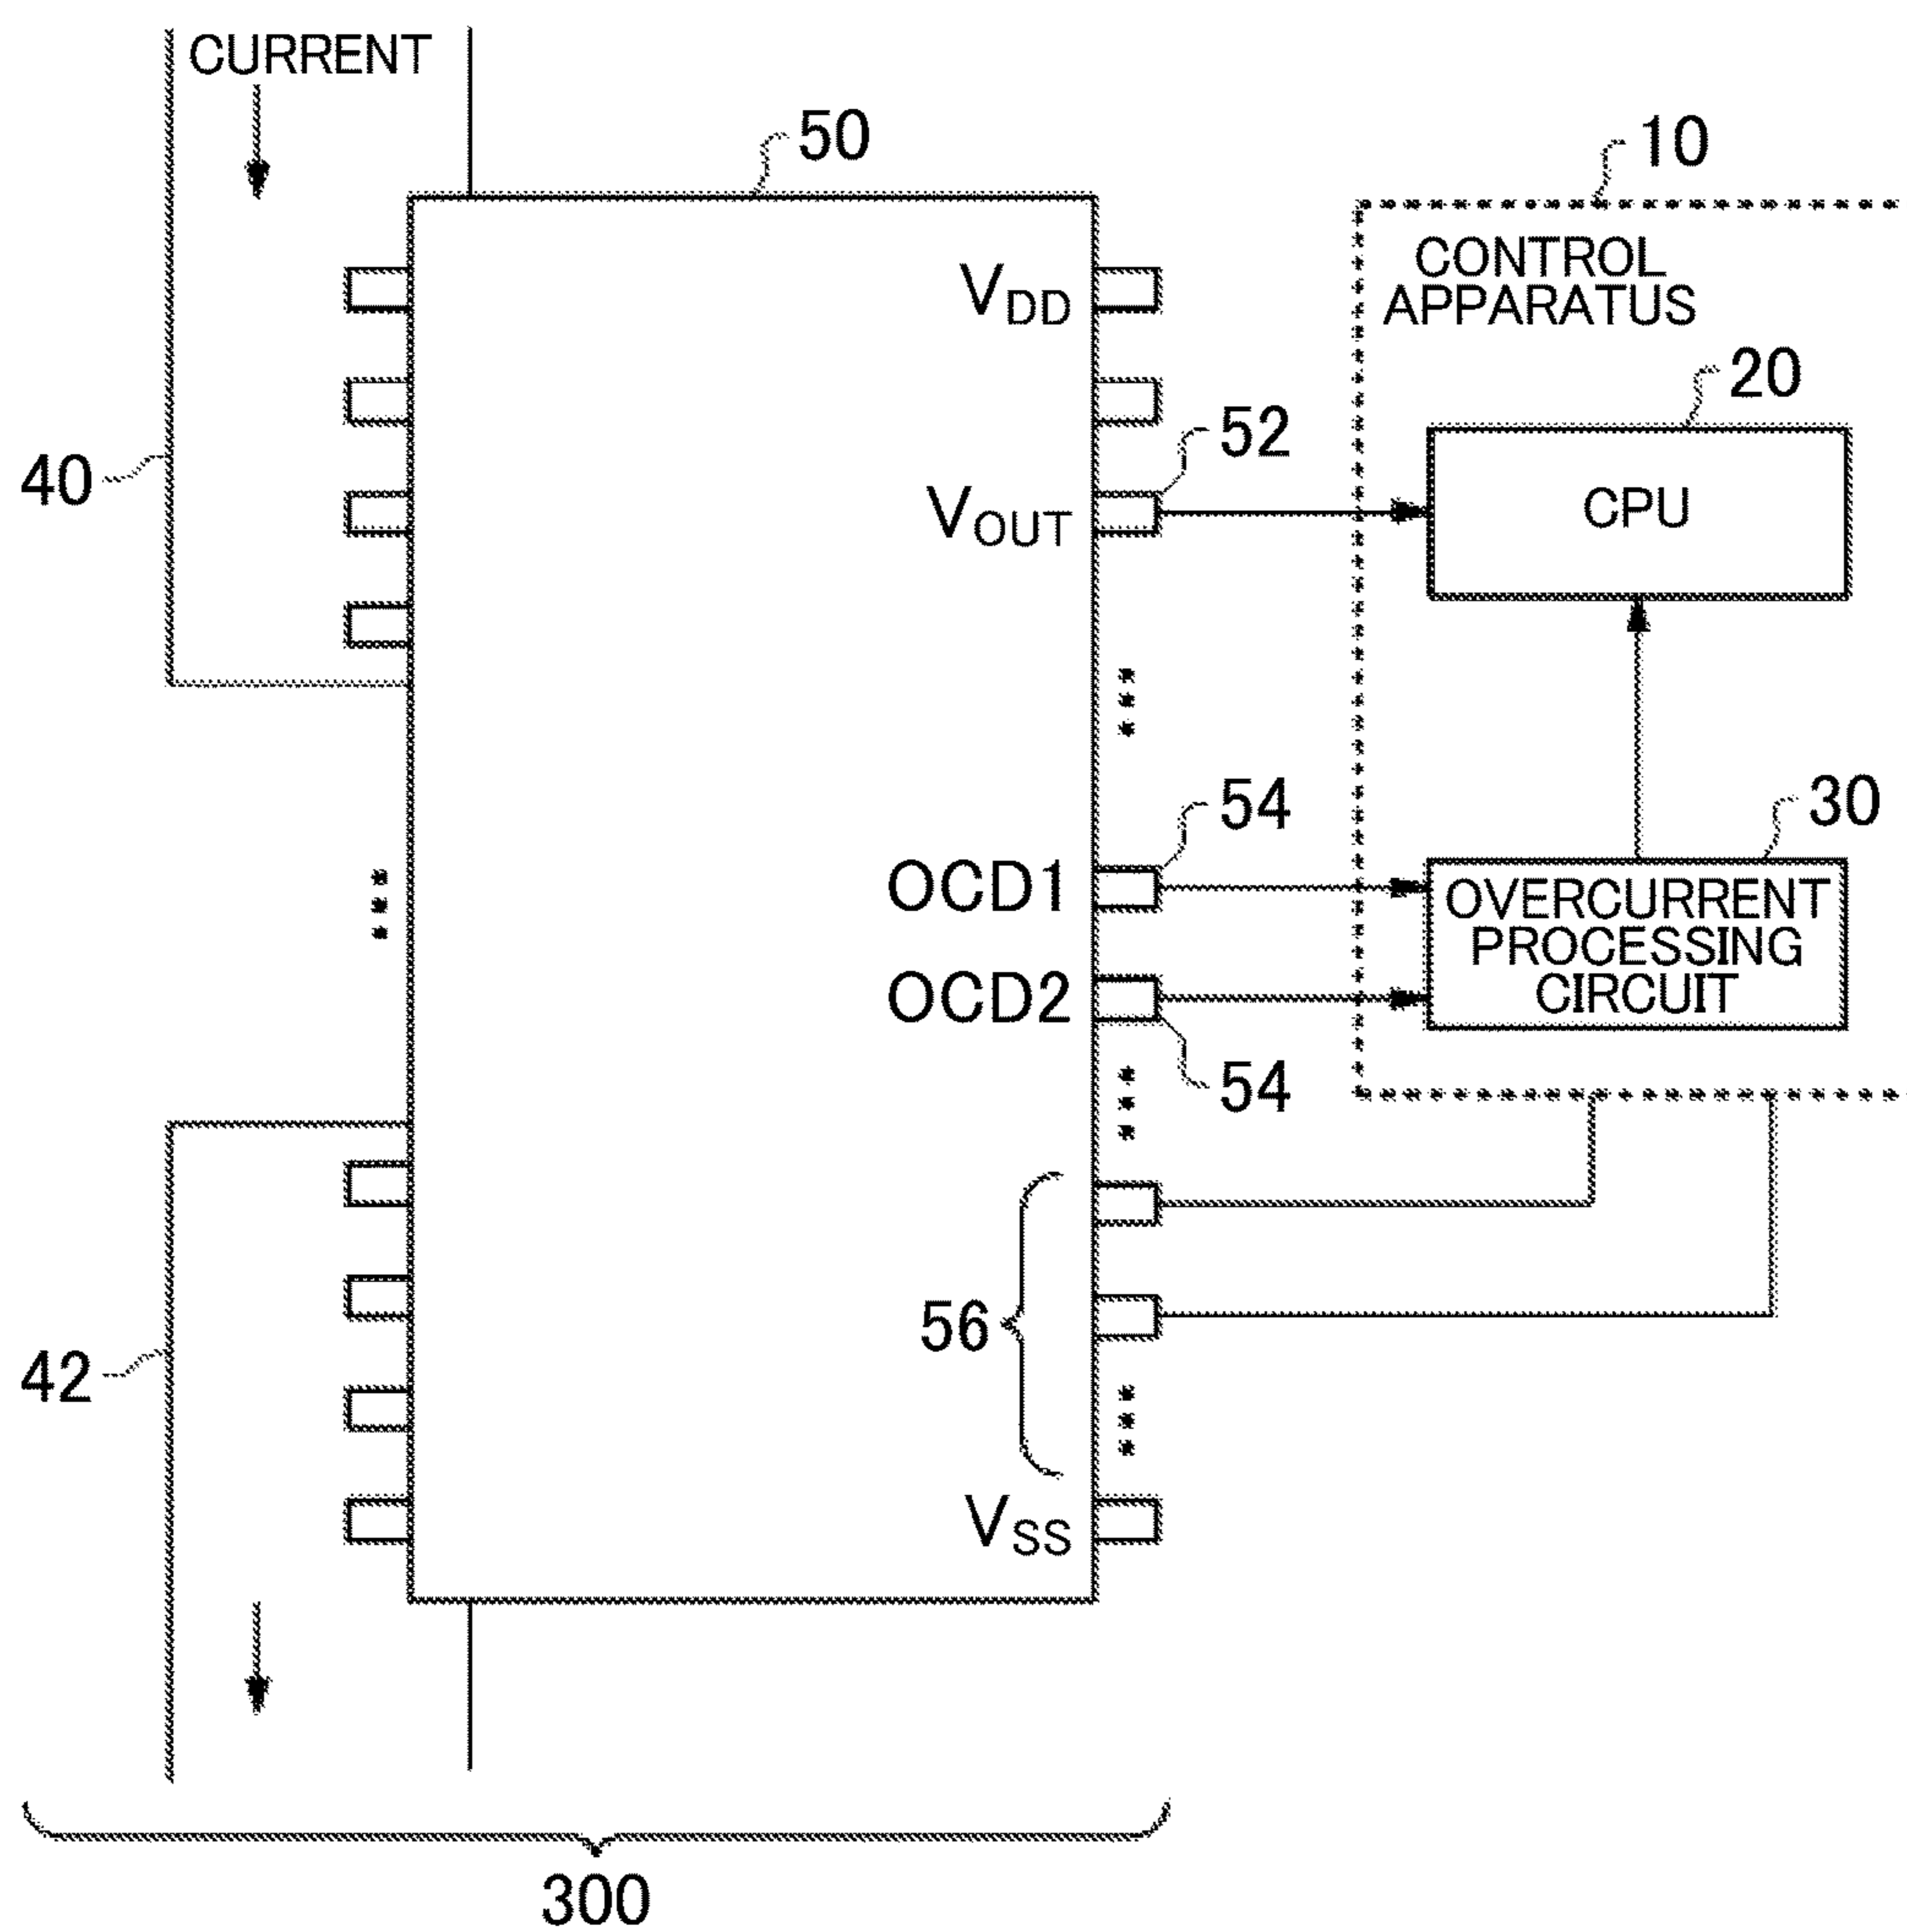 CURRENT
50
10
CONTROL
APPARATUS
VDD
20
52
40
VOUT
CPU
54
30
OCD1
OVERCURRENT
PROCESSING
CIRCUIT
OCD2
54
56
42
VSS
300